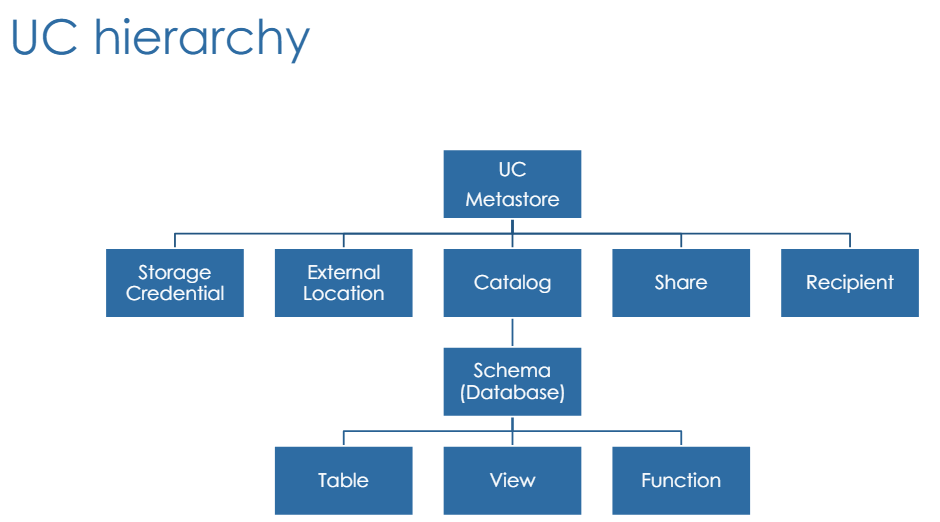 UC hierarchy
UC
Metastore
Storage
Credential
External
Location
Catalog
Share
Recipient
Schema
(Database)
Table
View
Function